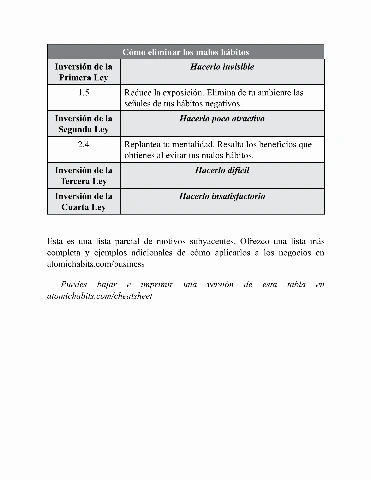 Cómo eliminar los malos hábitos
Inversión de la
Primera Ley
Hacerlo invisible
1.5
Reduce la exposición. Elimina de tu ambiente las
señales de tus hábitos negativos.
Inversión de la
Segunda Ley
Hacerlo poco atractivo
2.4
Replantea tu mentalidad. Resalta los beneficios que
obtienes al evitar tus malos hábitos.
Inversión de la
Tercera Ley
Hacerlo difícil
Inversión de la
Cuarta Ley
Hacerlo insatisfactorio
Esta es una lista parcial de motivos subyacentes. Ofrezco una lista más
completa y ejemplos adicionales de cómo aplicarlos a los negocios en
atomichabits.com/business
Puedes bajar e imprimir una versión de esta tabla en
atomichabits.com/cheatsheet